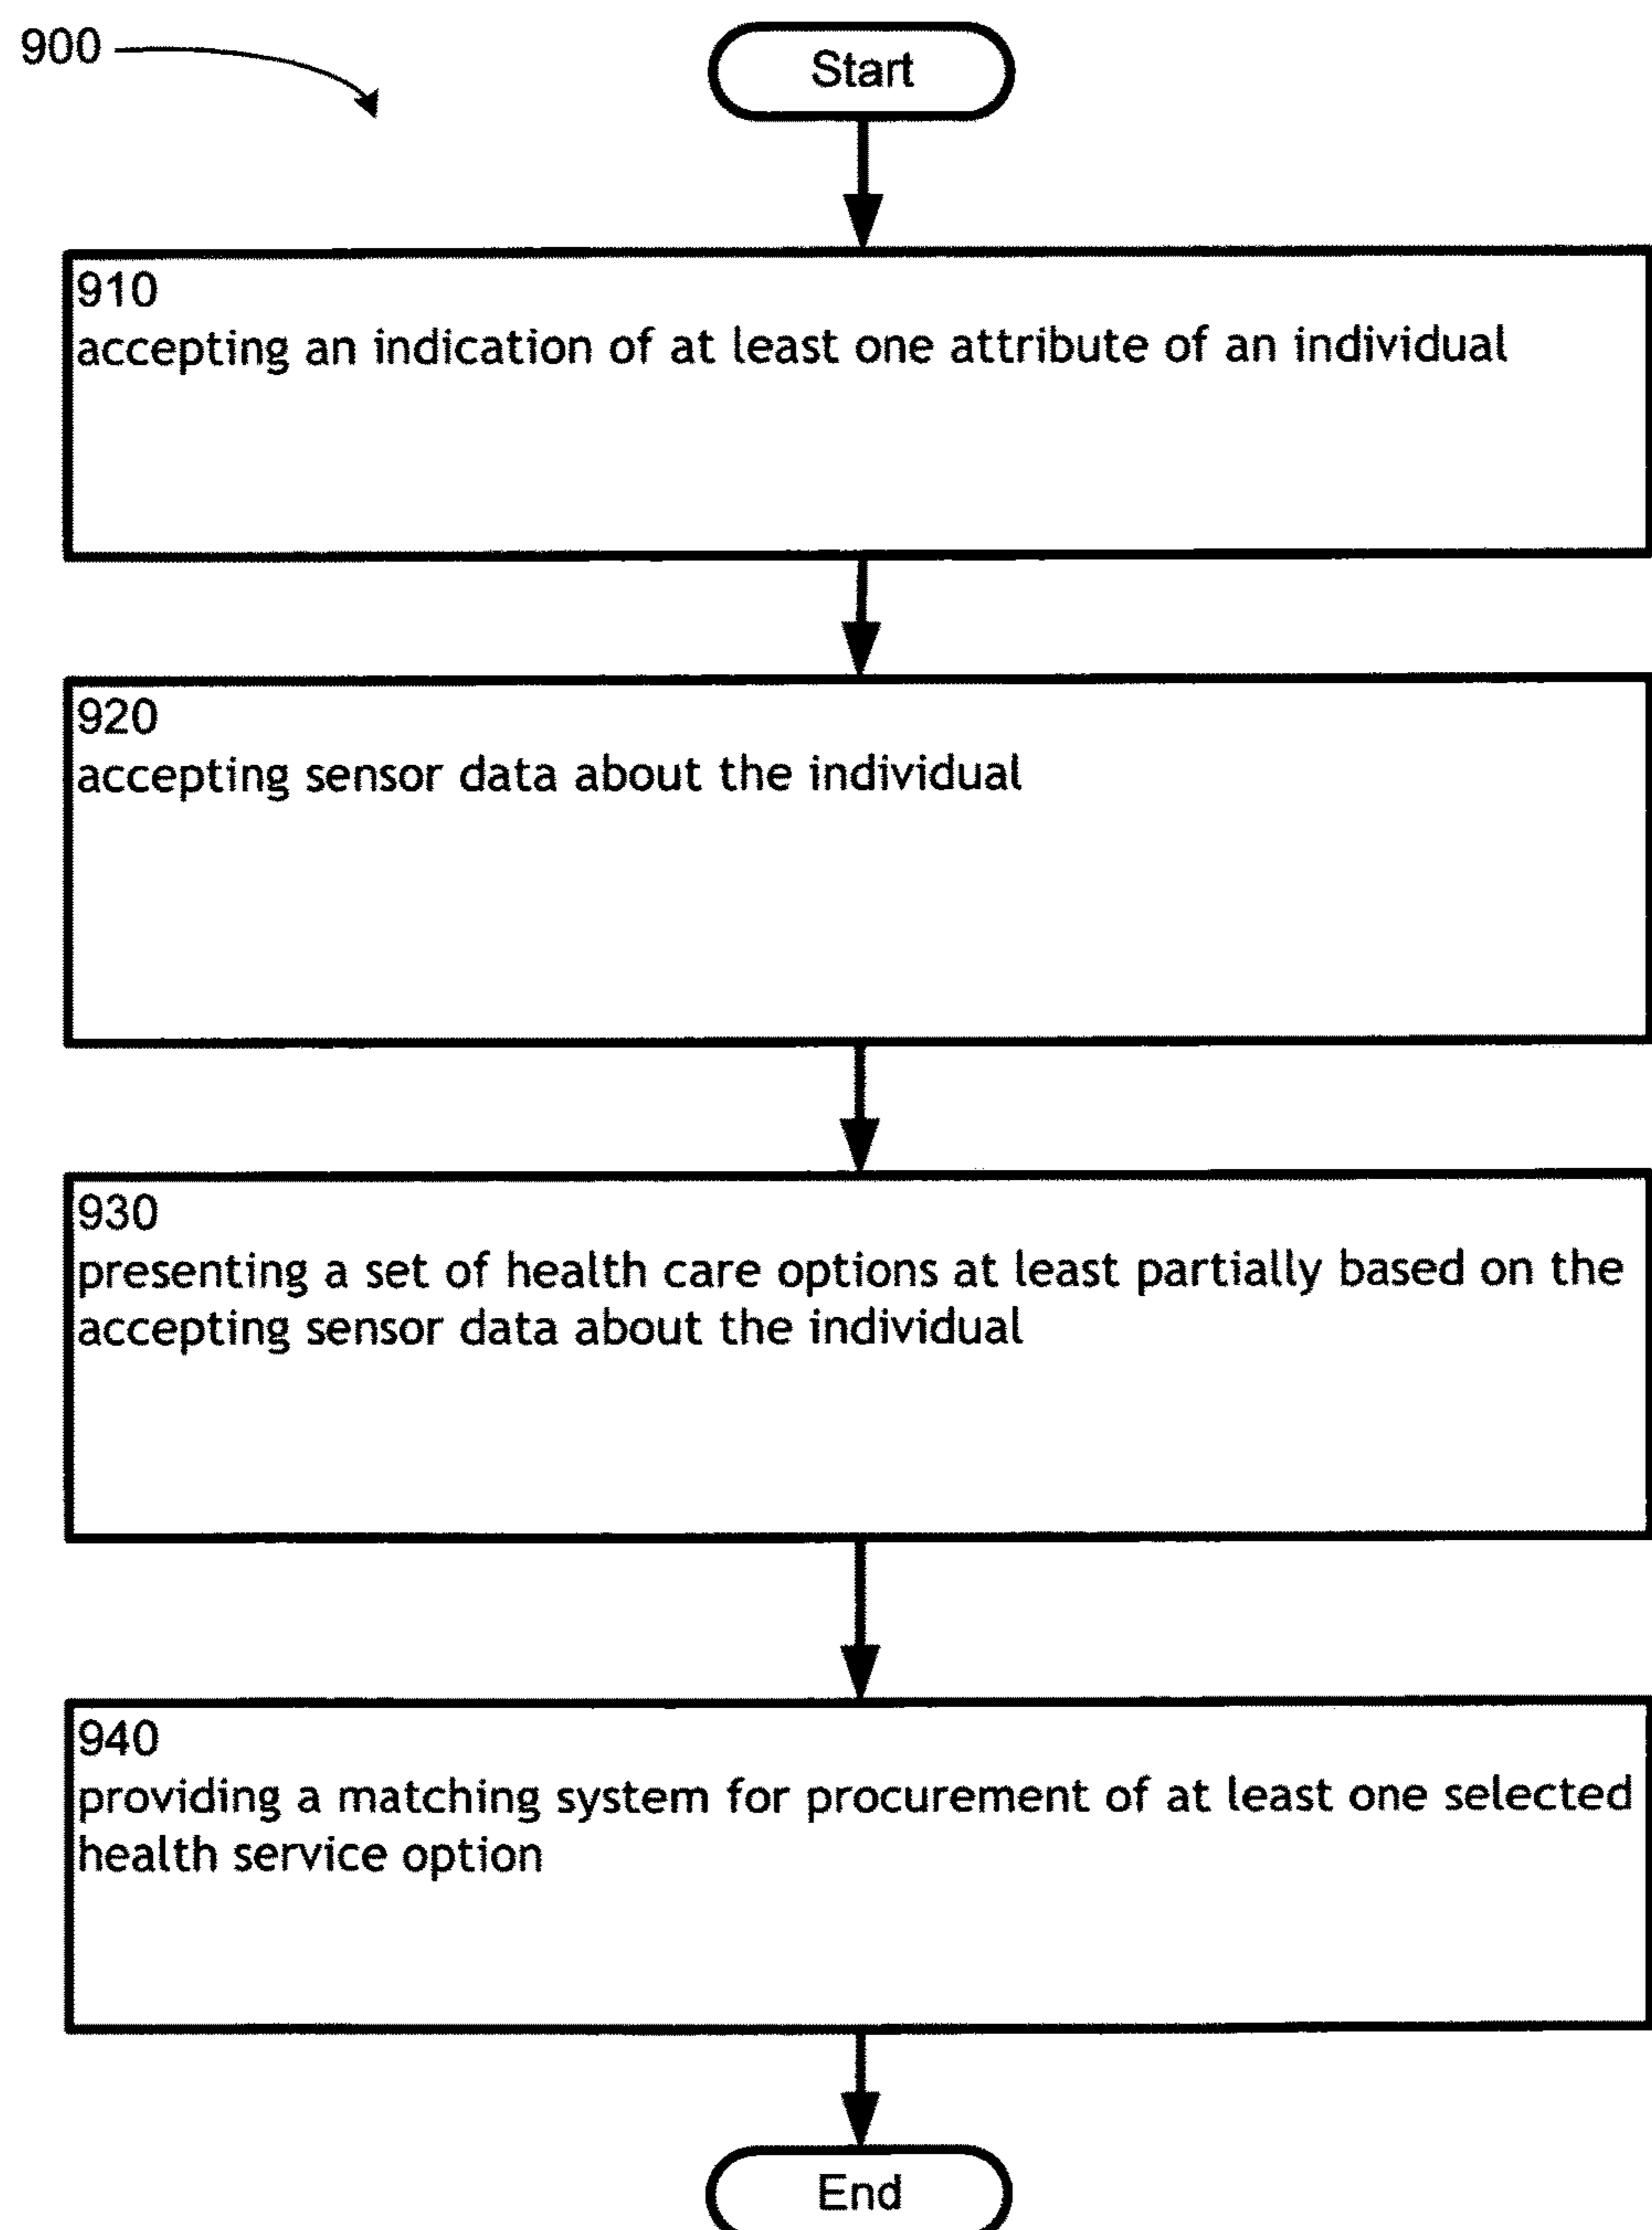 900
Start
910
accepting an indication of at least one attribute of an individual
920
accepting sensor data about the individual
930
presenting a set of health care options at least partially based on the
accepting sensor data about the individual
940
providing a matching system for procurement of at least one selected
health service option
End